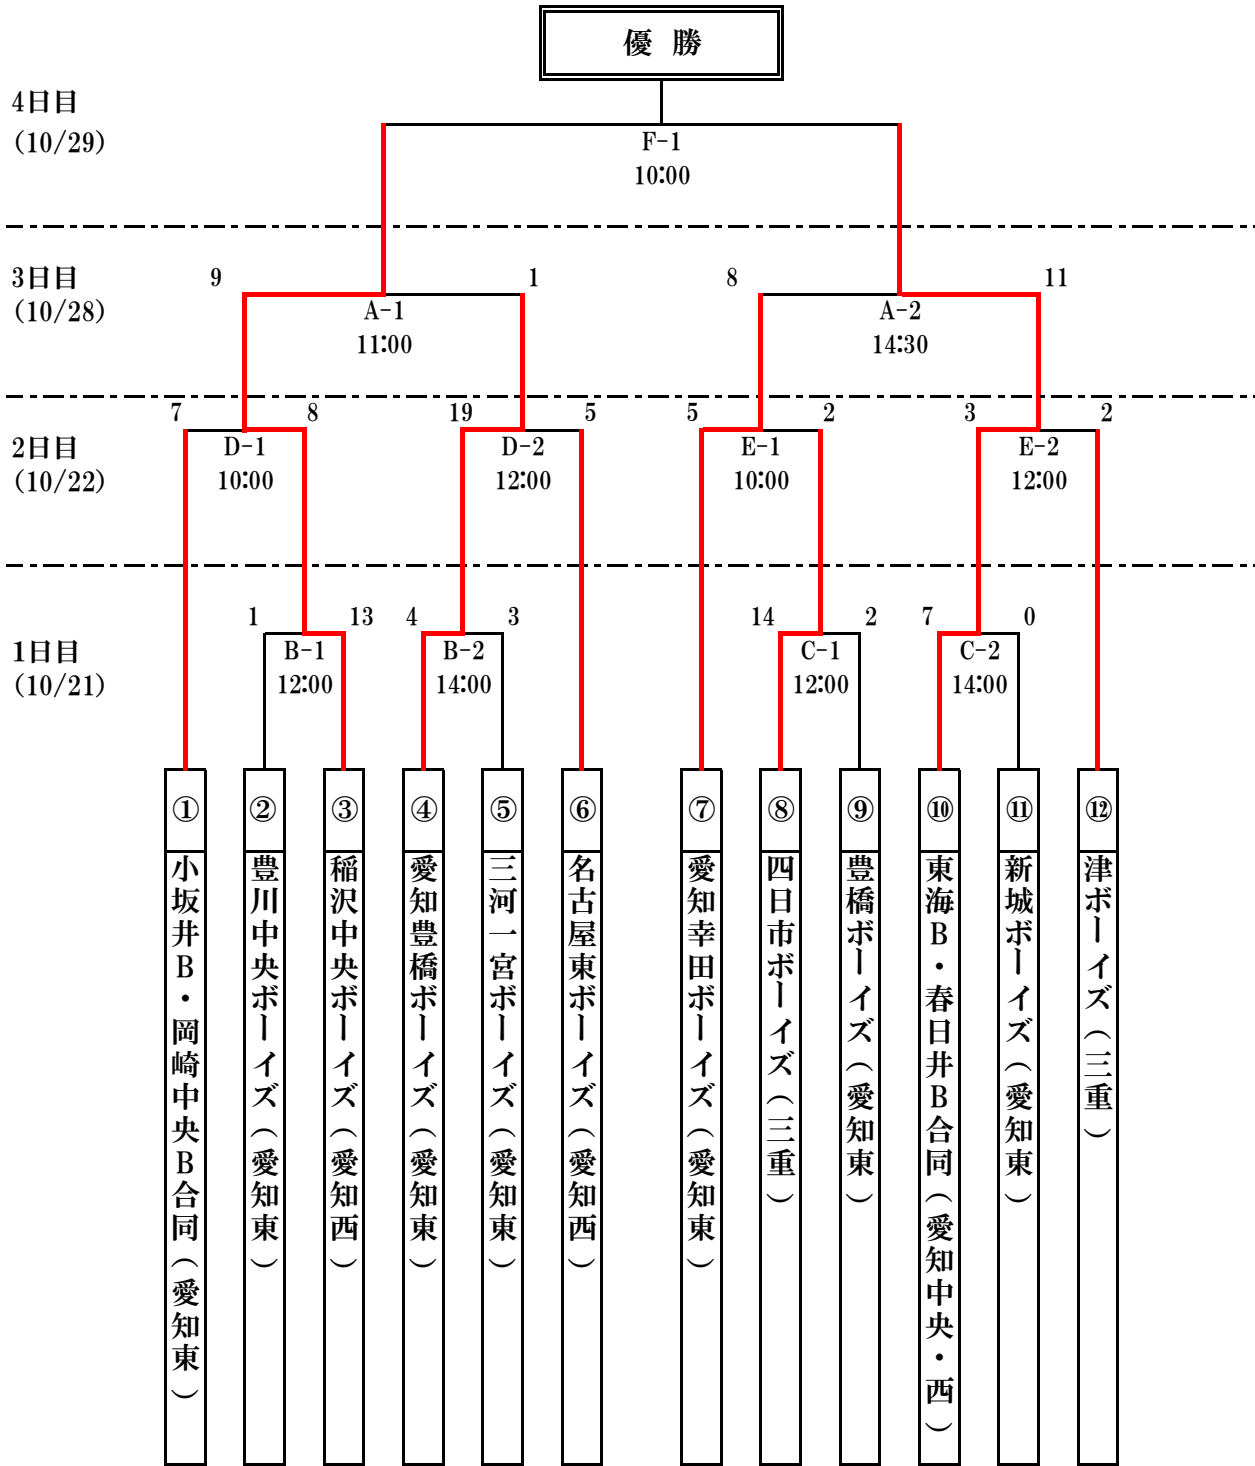 優 勝
4日目
(10/29)
F-1
10:00
3日目
(10/28)
9
1
8
11
A-1
11:00
A-2
14:30
2日目
(10/22)
7
8
19
5
5
2
3
2
D-1
10:00
D-2
12:00
E-1
10:00
E-2
12:00
1日目
(10/21)
1
13
4
3
14
2
7
0
B-1
12:00
B-2
14:00
C-1
12:00
C-2
14:00
①
小坂井B・岡崎中央B合同(愛知東)
②
豊川中央ボーイズ(愛知東)
③
稲沢中央ボーイズ(愛知西)
④
愛知豊橋ボーイズ(愛知東)
⑤
三河一宮ボーイズ(愛知東)
⑥
名古屋東ボーイズ(愛知西)
⑦
愛知幸田ボーイズ(愛知東)
⑧
四日市ボーイズ(三重)
⑨
豊橋ボーイズ(愛知東)
⑩
東海B・春日井B合同(愛知中央・西)
⑪
新城ボーイズ(愛知東)
⑫
津ボーイズ(三重)